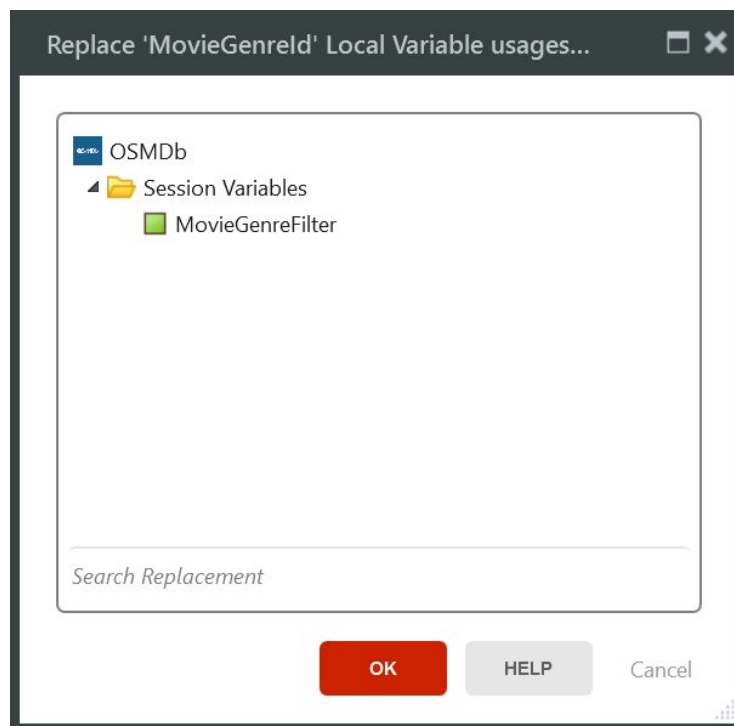 Replace 'MovieGenreId' Local Variable usages...
OSMDb
Session Variables
MovieGenreFilter
Search Replacement
OK
HELP
Cancel